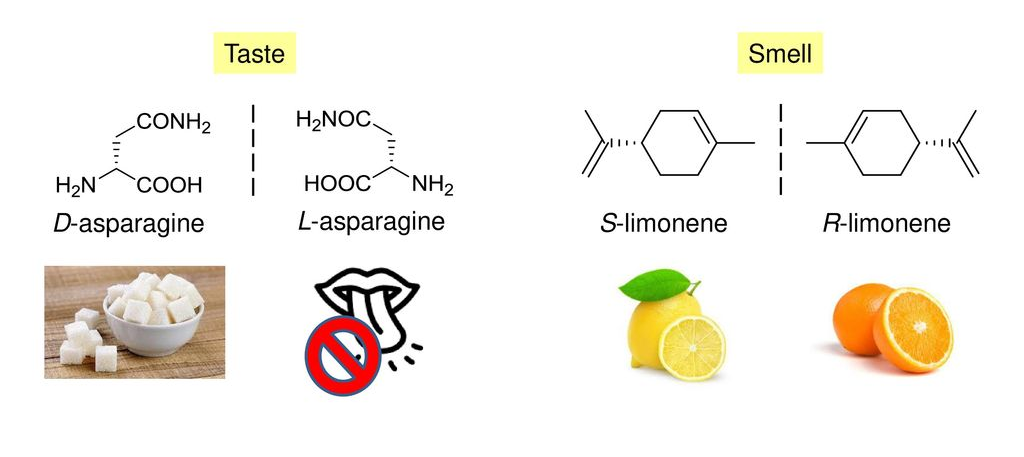 Taste
CONH2
H2N
COOH
D-asparagine
H2NOC
HOOC
NH2
L-asparagine
Smell
S-limonene
R-limonene